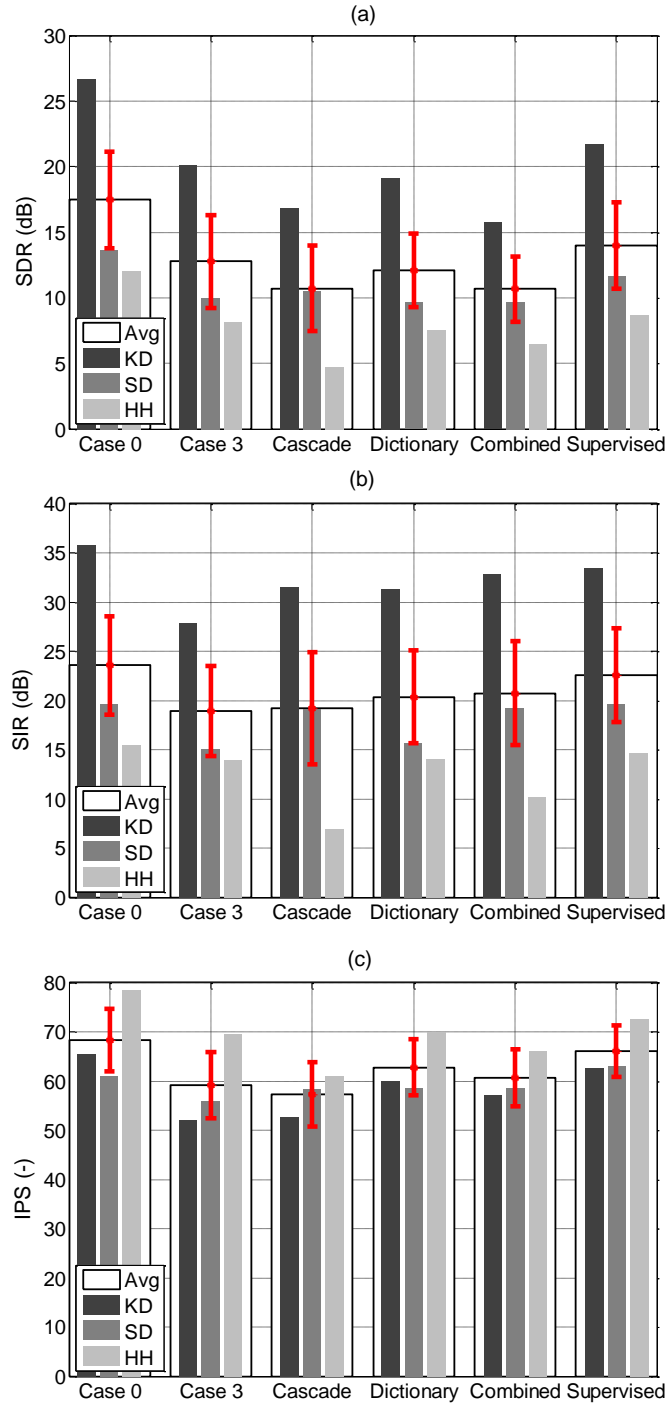 (a)
30
25
20
15
10
5
0
SDR (dB)
Avg
KD
SD
HH
Case 0 Case 3 Cascade Dictionary Combined Supervised
(b)
40
35
30
25
20
15
10
5
0
SIR (dB)
Avg
KD
SD
HH
Case 0 Case 3 Cascade Dictionary Combined Supervised
(c)
80
70
60
50
40
30
20
10
0
IPS (-)
Avg
KD
SD
HH
Case 0 Case 3 Cascade Dictionary Combined Supervised